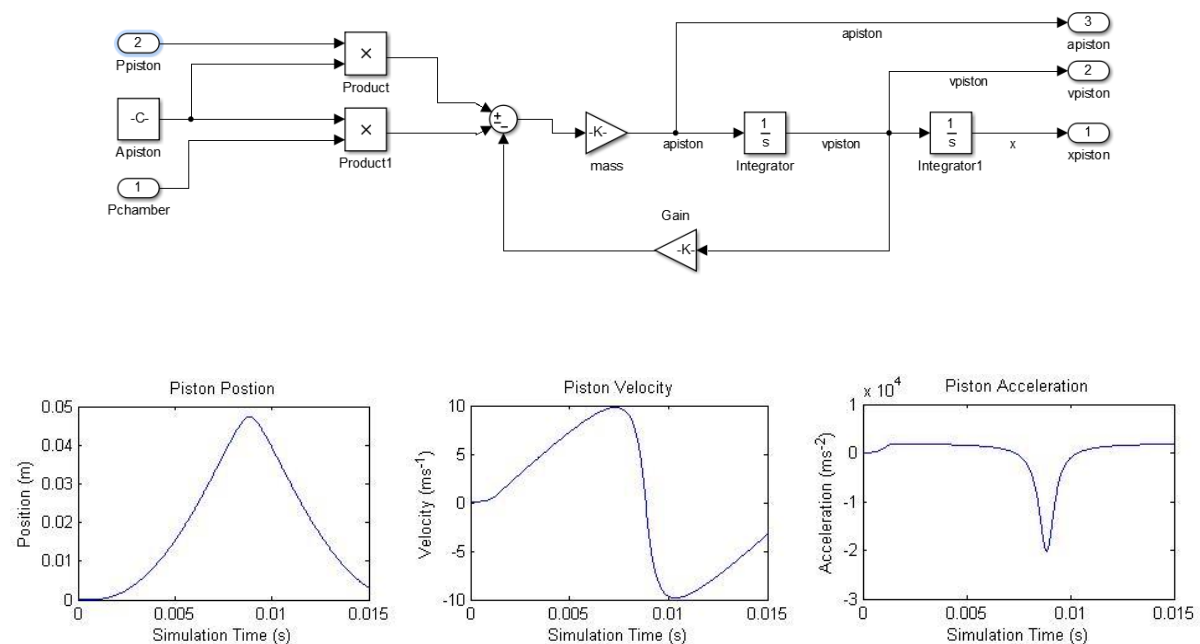 2
Ppiston
×
Product
-C-
Apiston
×
Product1
1
Pchamber
+
−
−
-K-
mass
apiston
apiston
1
s
Integrator
vpiston
vpiston
1
s
Integrator1
x
3
apiston
2
vpiston
1
xpiston
Gain
-K-
Piston Postion
0.05
0.04
0.03
0.02
0.01
0
Position (m)
0 0.005 0.01 0.015
Simulation Time (s)
Piston Velocity
10
5
0
-5
-10
Velocity (ms⁻¹)
0 0.005 0.01 0.015
Simulation Time (s)
x 10⁴ Piston Acceleration
1
0
-1
-2
-3
Acceleration (ms⁻²)
0 0.005 0.01 0.015
Simulation Time (s)